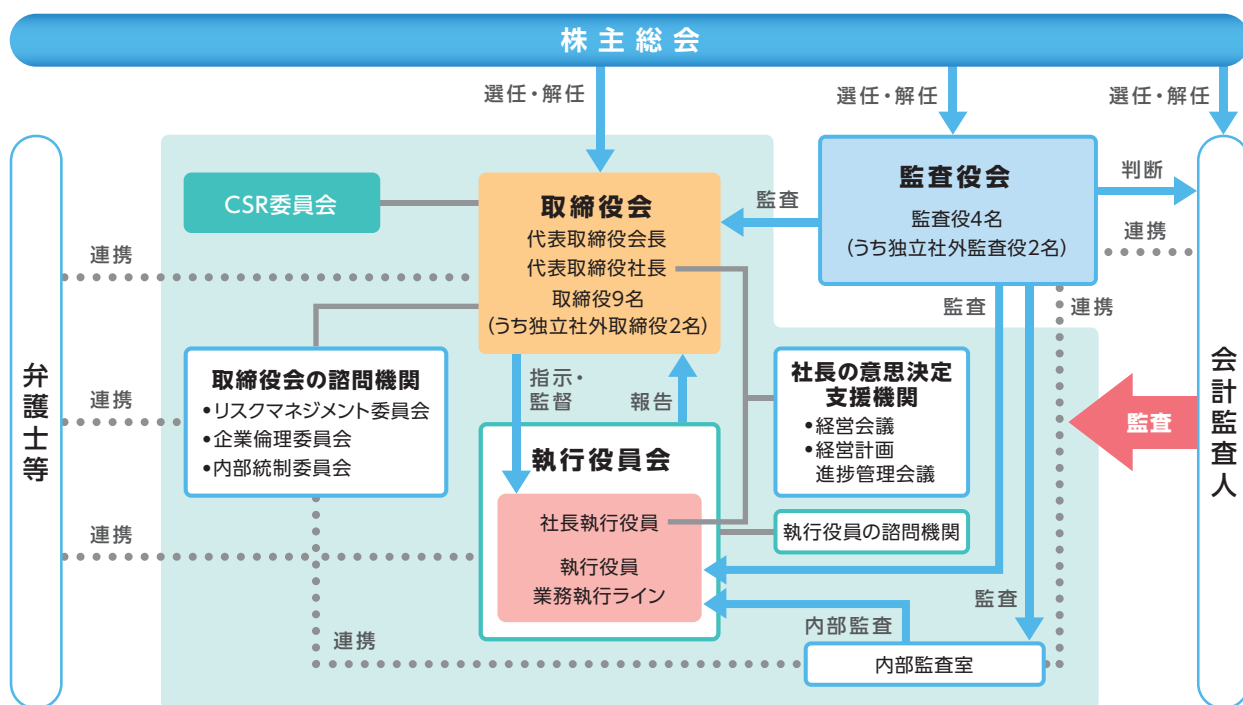 株主総会
選任・解任
選任・解任
選任・解任
弁護士等
CSR委員会
取締役会
代表取締役会長
代表取締役社長
取締役9名
(うち独立社外取締役2名)
監査
監査役会
監査役4名
(うち独立社外監査役2名)
判断
連携
連携
監査
連携
取締役会の諮問機関
•リスクマネジメント委員会
•企業倫理委員会
•内部統制委員会
連携
指示・
監督
報告
社長の意思決定
支援機関
•経営会議
•経営計画
進捗管理会議
監査
会計監査人
執行役員会
社長執行役員
執行役員
業務執行ライン
執行役員の諮問機関
連携
監査
内部監査
連携
内部監査室